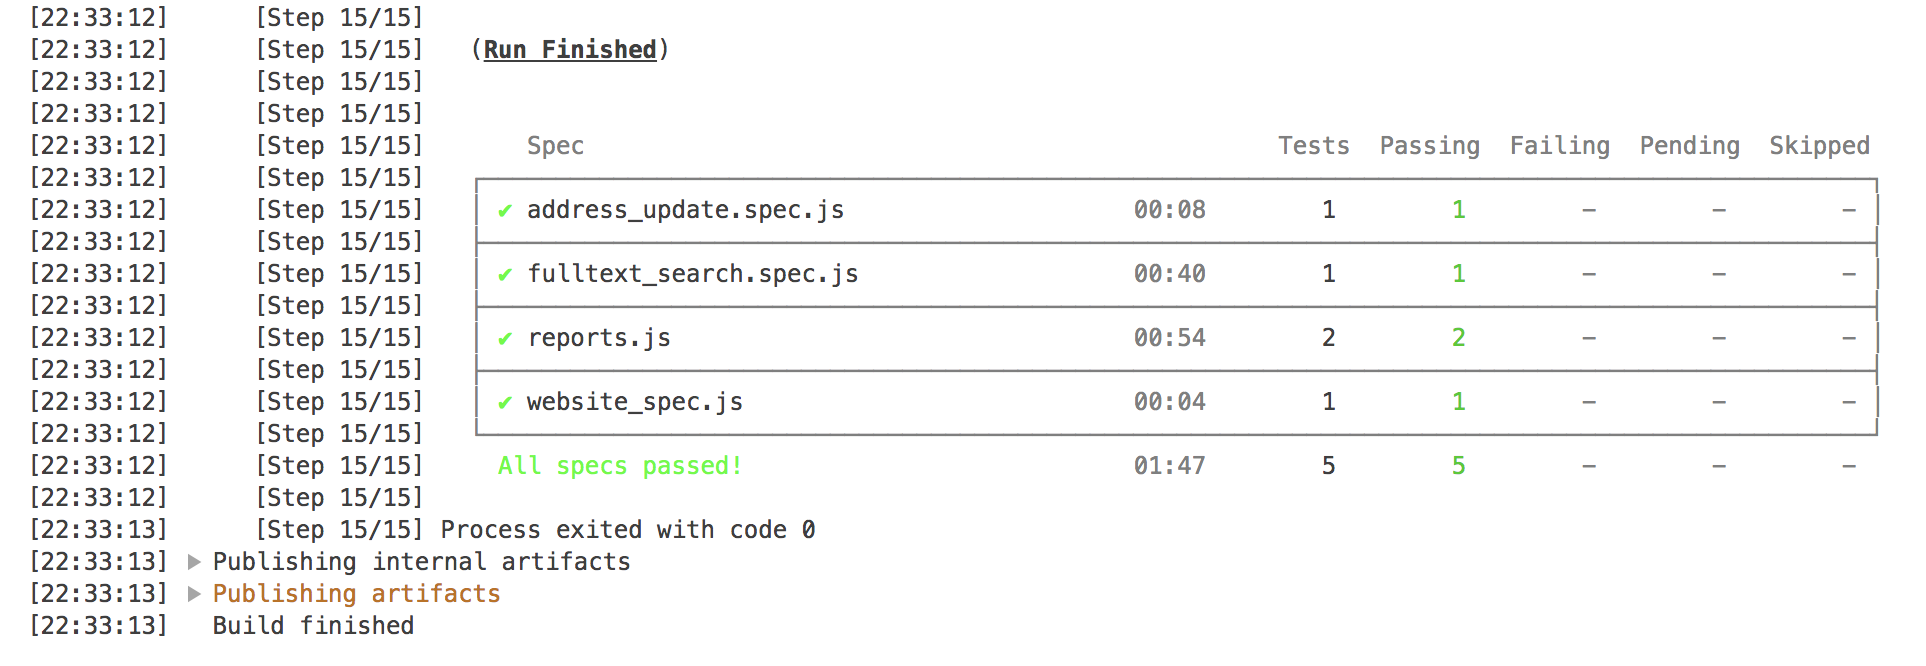 [22:33:12] [Step 15/15]
[22:33:12] [Step 15/15] (Run Finished)
[22:33:12] [Step 15/15]
[22:33:12] [Step 15/15]
[22:33:12] [Step 15/15] Spec Tests Passing Failing Pending Skipped
[22:33:12] [Step 15/15]
[22:33:12] [Step 15/15] ✔ address_update.spec.js 00:08 1 1 – – –
[22:33:12] [Step 15/15]
[22:33:12] [Step 15/15] ✔ fulltext_search.spec.js 00:40 1 1 – – –
[22:33:12] [Step 15/15]
[22:33:12] [Step 15/15] ✔ reports.js 00:54 2 2 – – –
[22:33:12] [Step 15/15]
[22:33:12] [Step 15/15] ✔ website_spec.js 00:04 1 1 – – –
[22:33:12] [Step 15/15]
[22:33:12] [Step 15/15] All specs passed! 01:47 5 5 – – –
[22:33:12] [Step 15/15]
[22:33:13] [Step 15/15] Process exited with code 0
[22:33:13] Publishing internal artifacts
[22:33:13] Publishing artifacts
[22:33:13] Build finished